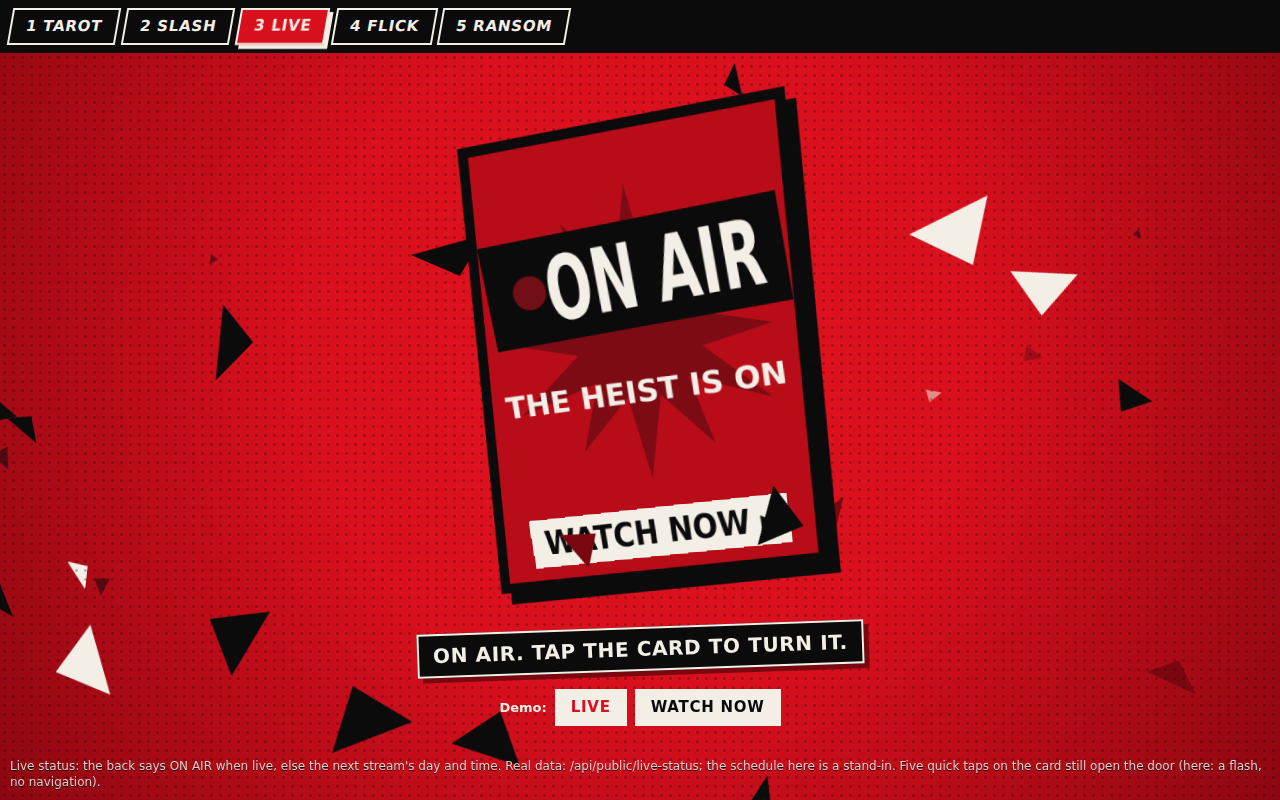 1 TAROT
2 SLASH
3 LIVE
4 FLICK
5 RANSOM
ON AIR
THE HEIST IS ON
WATCH NOW
ON AIR. TAP THE CARD TO TURN IT.
Demo: LIVE WATCH NOW
Live status: the back says ON AIR when live, else the next stream's day and time. Real data: /api/public/live-status; the schedule here is a stand-in. Five quick taps on the card still open the door (here: a flash,
no navigation).